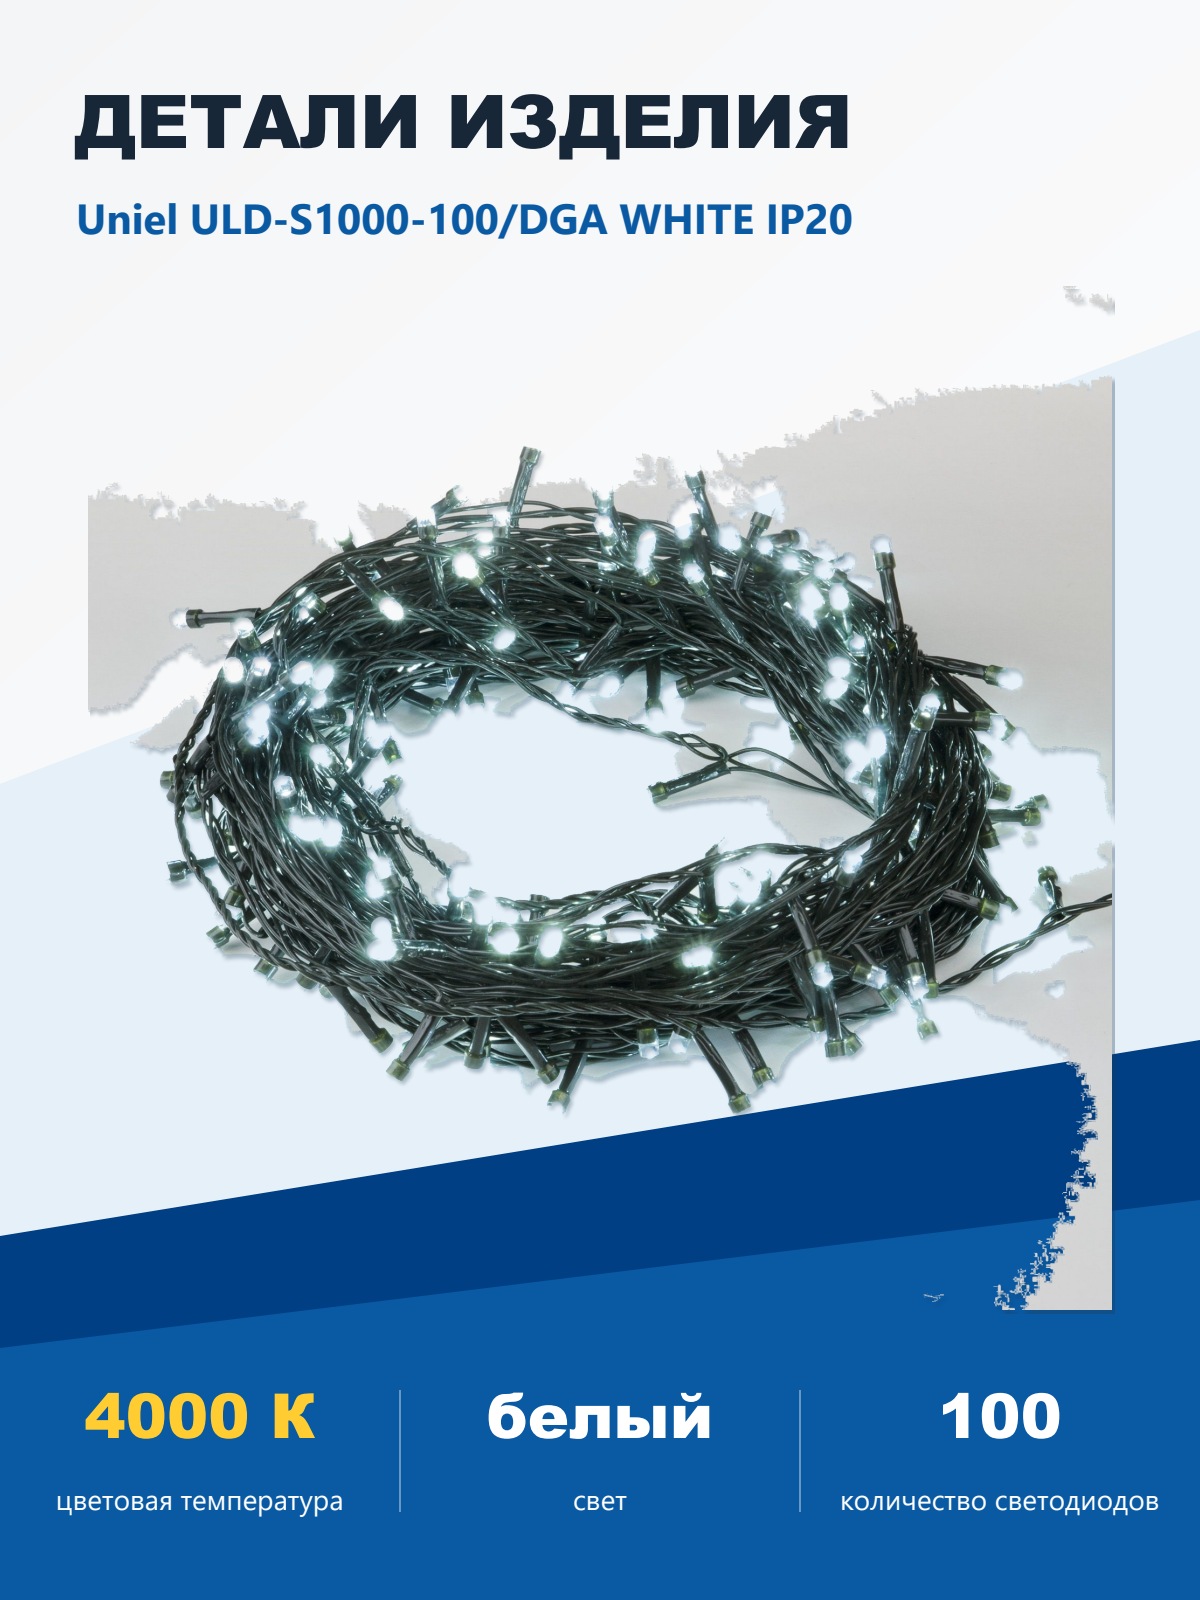 ДЕТАЛИ ИЗДЕЛИЯ
Uniel ULD-S1000-100/DGA WHITE IP20
4000 К
белый
100
цветовая температура
свет
количество светодиодов